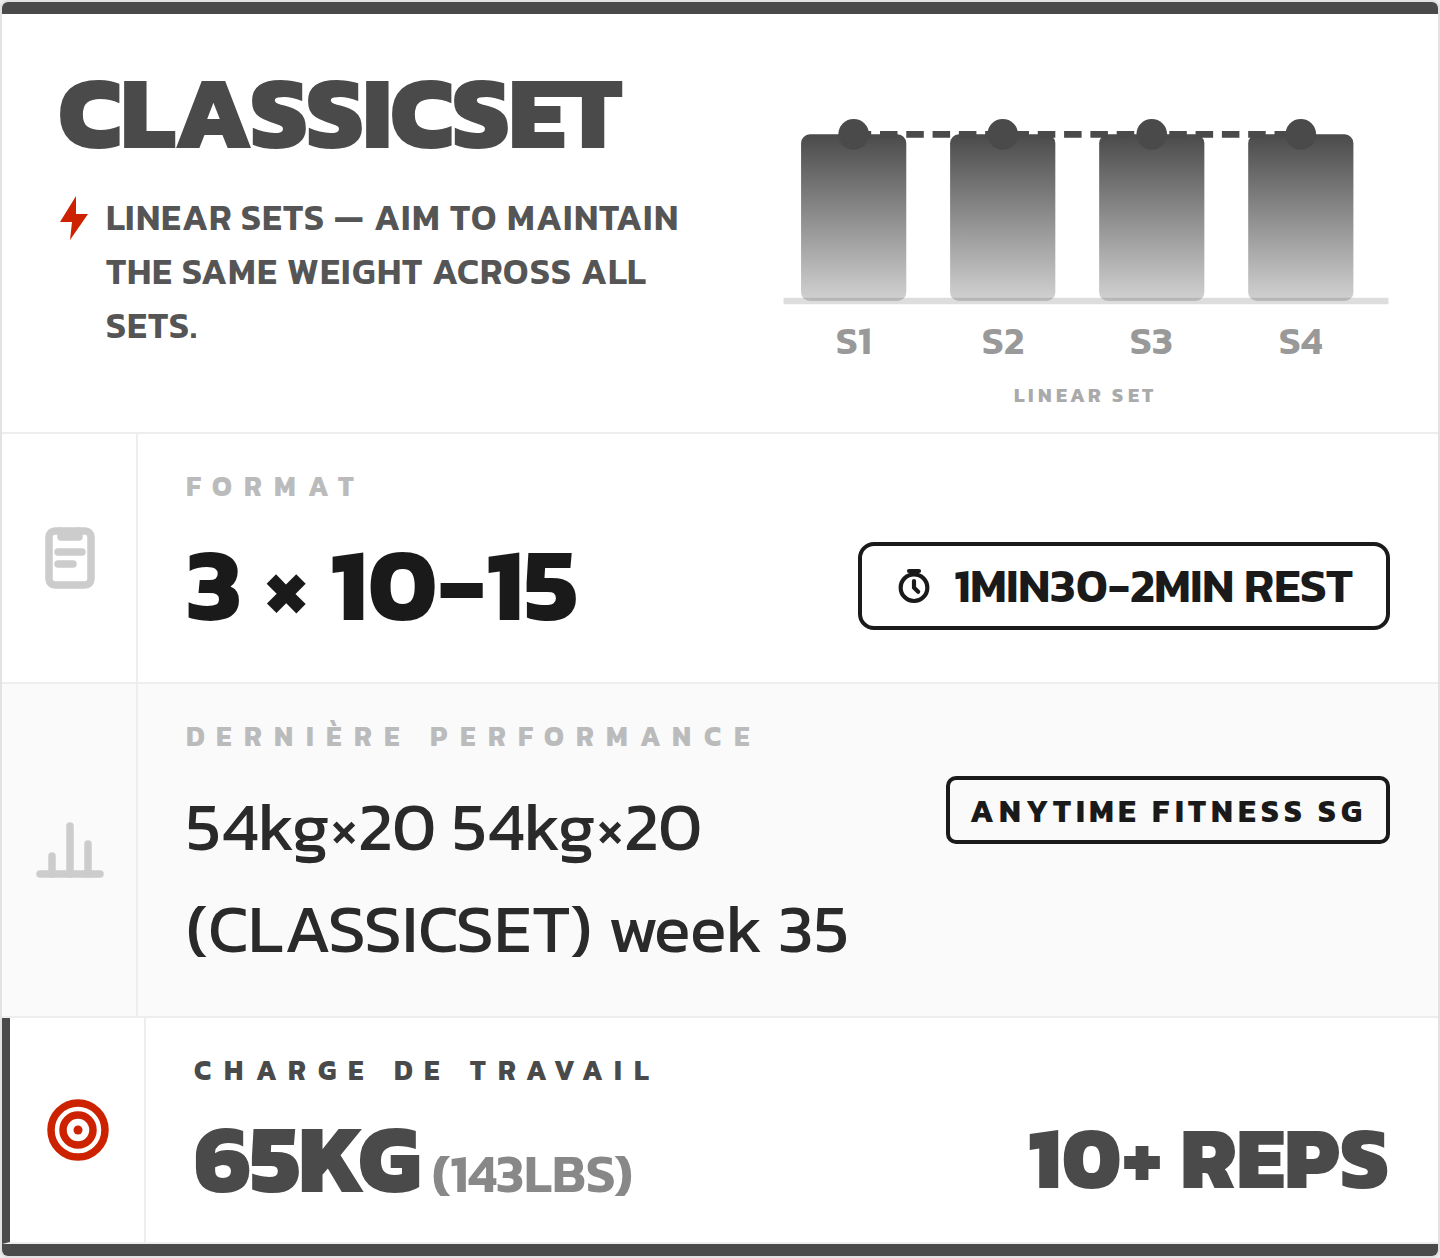 CLASSICSET
LINEAR SETS — AIM TO MAINTAIN
THE SAME WEIGHT ACROSS ALL
SETS.
S1 S2 S3 S4
LINEAR SET
FORMAT
3 × 10–15
1MIN30–2MIN REST
DERNIÈRE PERFORMANCE
54kg×20 54kg×20
(CLASSICSET) week 35
ANYTIME FITNESS SG
CHARGE DE TRAVAIL
65KG (143LBS)
10+ REPS